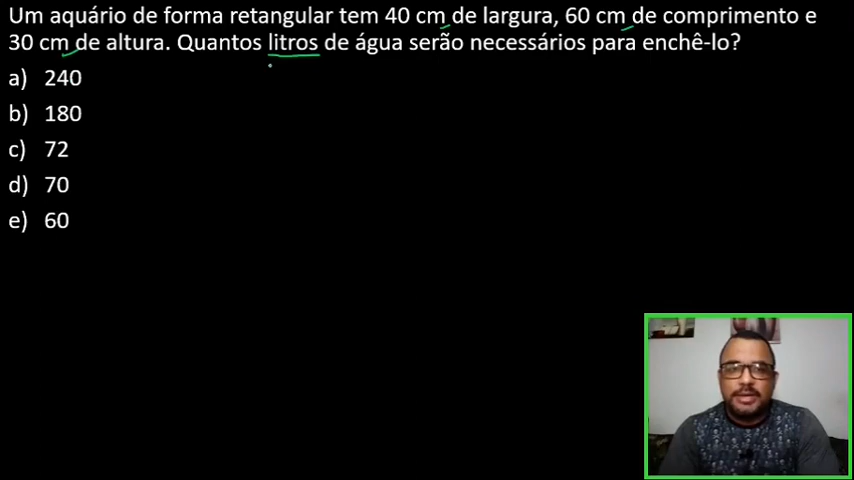 Um aquário de forma retangular tem 40 cm de largura, 60 cm de comprimento e
30 cm de altura. Quantos litros de água serão necessários para enchê-lo?
a) 240
b) 180
c) 72
d) 70
e) 60